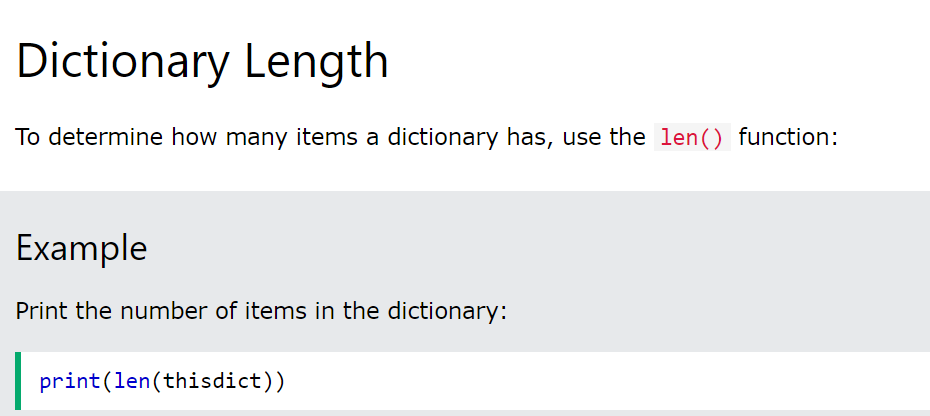 Dictionary Length
To determine how many items a dictionary has, use the len() function:
Example
Print the number of items in the dictionary:
print(len(thisdict))